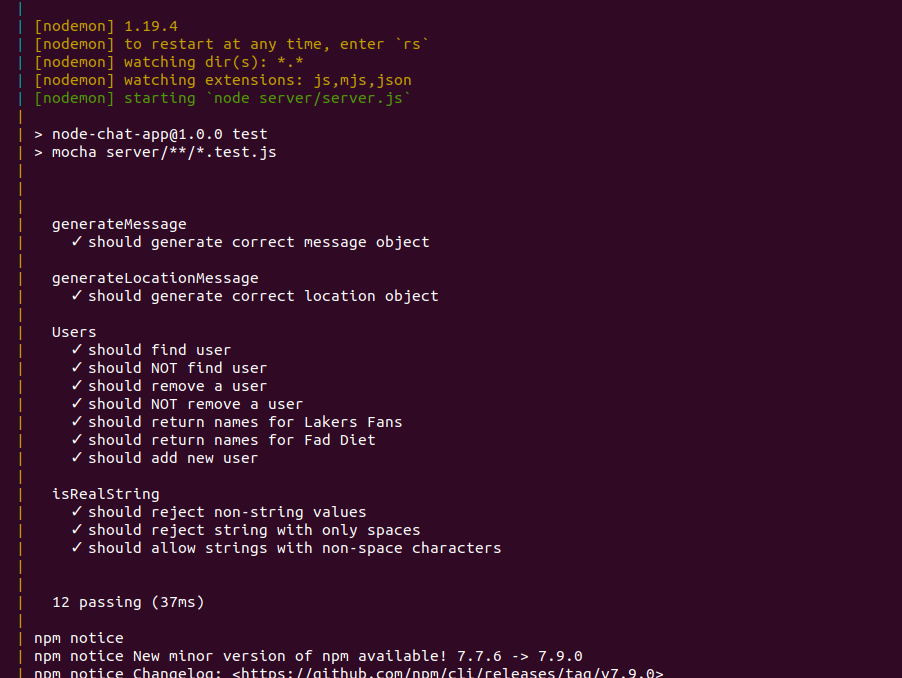 [nodemon] 1.19.4
[nodemon] to restart at any time, enter `rs`
[nodemon] watching dir(s): *.*
[nodemon] watching extensions: js,mjs,json
[nodemon] starting `node server/server.js`
> node-chat-app@1.0.0 test
> mocha server/**/*.test.js
generateMessage
✓ should generate correct message object
generateLocationMessage
✓ should generate correct location object
Users
✓ should find user
✓ should NOT find user
✓ should remove a user
✓ should NOT remove a user
✓ should return names for Lakers Fans
✓ should return names for Fad Diet
✓ should add new user
isRealString
✓ should reject non-string values
✓ should reject string with only spaces
✓ should allow strings with non-space characters
12 passing (37ms)
npm notice
npm notice New minor version of npm available! 7.7.6 -> 7.9.0
npm notice Changelog: <https://github.com/npm/cli/releases/tag/v7.9.0>